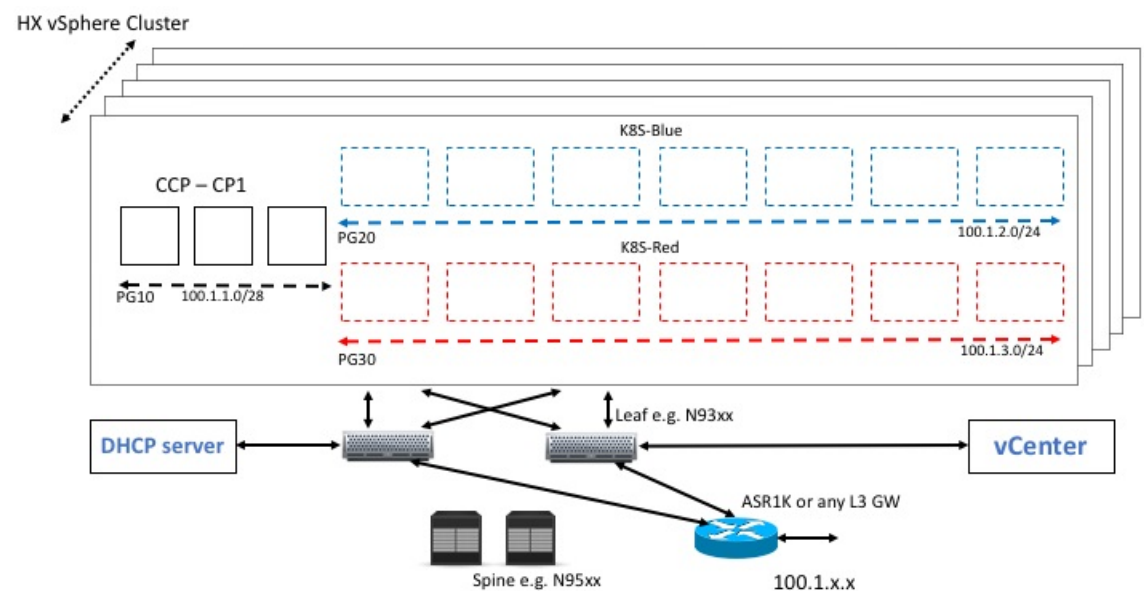 HX vSphere Cluster
K8S-Blue
CCP – CP1
PG20
100.1.2.0/24
K8S-Red
PG10
100.1.1.0/28
PG30
100.1.3.0/24
Leaf e.g. N93xx
DHCP server
vCenter
ASR1K or any L3 GW
Spine e.g. N95xx
100.1.x.x